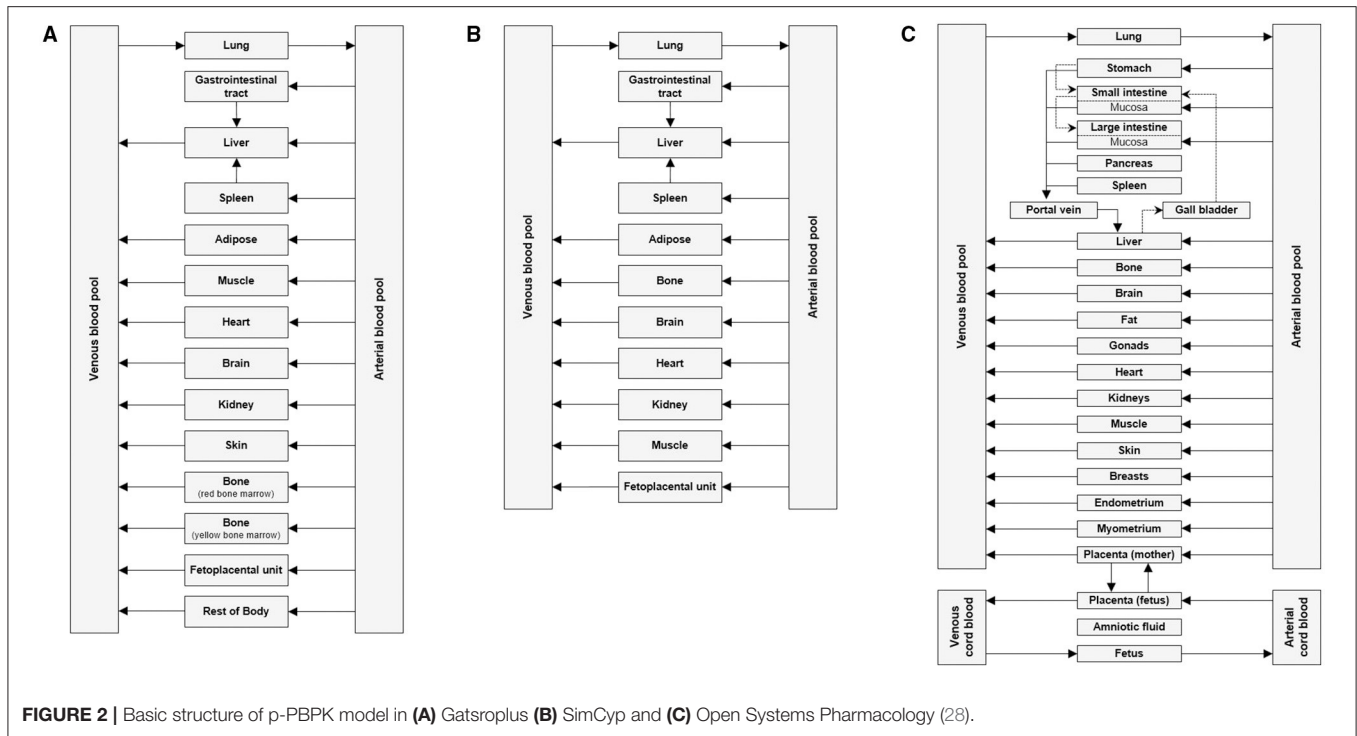 A
Venous blood pool
Lung
Gastrointestinal
tract
Liver
Spleen
Adipose
Muscle
Heart
Brain
Kidney
Skin
Bone
(red bone marrow)
Bone
(yellow bone marrow)
Fetoplacental unit
Rest of Body
Arterial blood pool
B
Venous blood pool
Lung
Gastrointestinal
tract
Liver
Spleen
Adipose
Bone
Brain
Heart
Kidney
Muscle
Fetoplacental unit
Arterial blood pool
C
Venous blood pool
Lung
Stomach
Small intestine
Mucosa
Large intestine
Mucosa
Pancreas
Spleen
Portal vein
Gall bladder
Liver
Bone
Brain
Fat
Gonads
Heart
Kidneys
Muscle
Skin
Breasts
Endometrium
Myometrium
Placenta (mother)
Arterial blood pool
Venous
cord blood
Placenta (fetus)
Amniotic fluid
Fetus
Arterial
cord blood
FIGURE 2 | Basic structure of p-PBPK model in (A) Gatsroplus (B) SimCyp and (C) Open Systems Pharmacology (28).